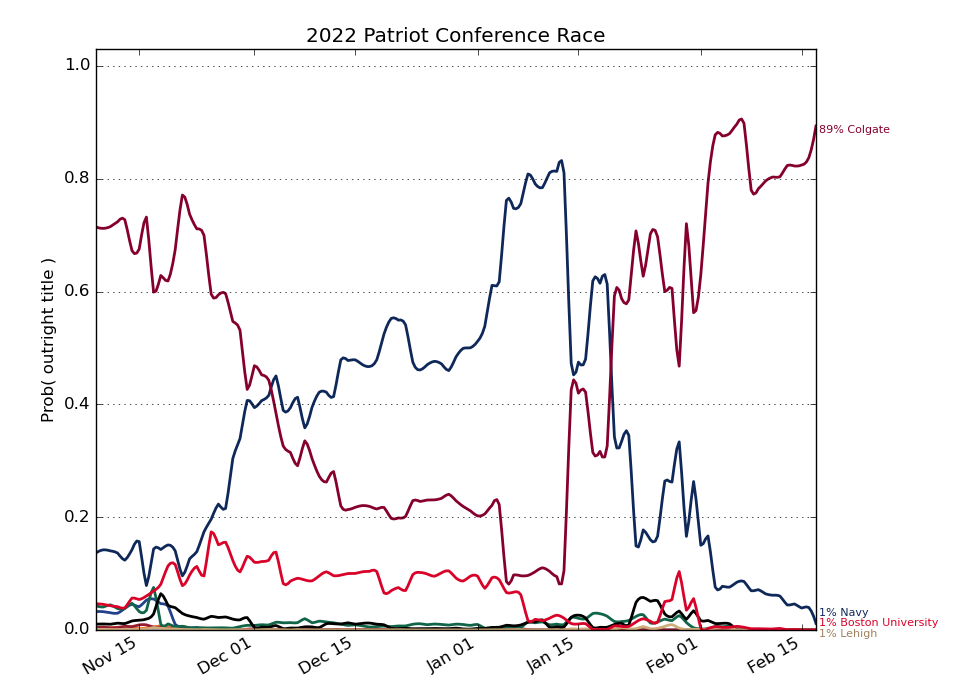 2022 Patriot Conference Race
Prob( outright title )
1.0
0.8
0.6
0.4
0.2
0.0
89% Colgate
1% Navy
1% Boston University
1% Lehigh
Nov 15
Dec 01
Dec 15
Jan 01
Jan 15
Feb 01
Feb 15